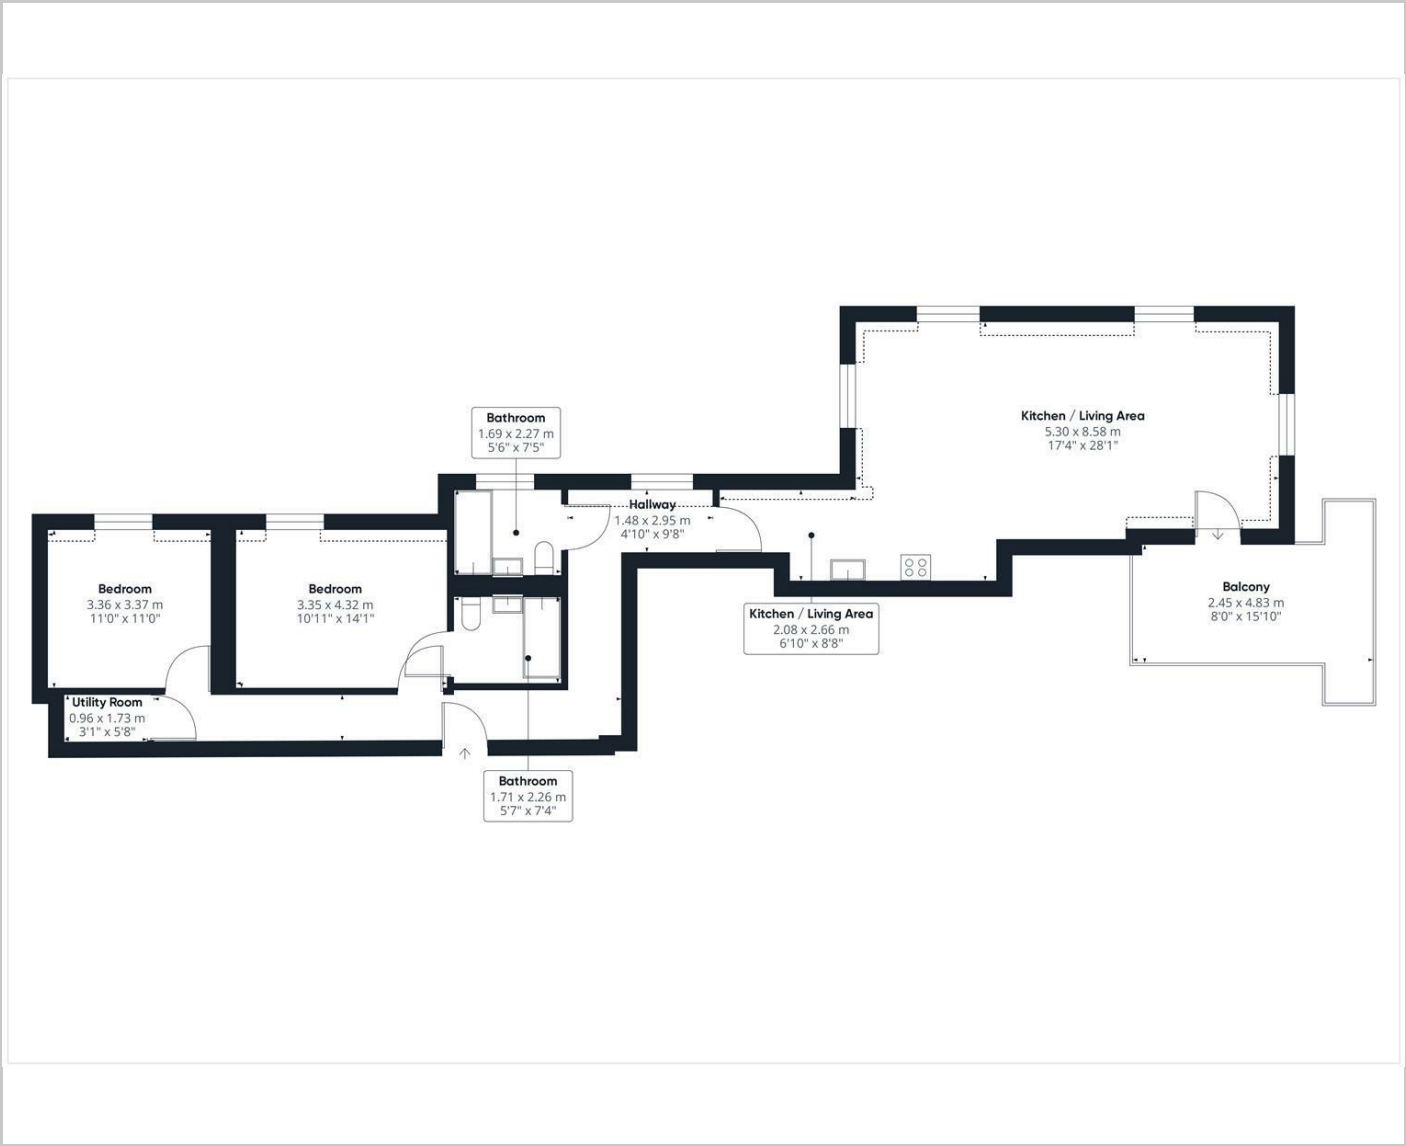 Bathroom
1.69 x 2.27 m
5'6" x 7'5"
Kitchen / Living Area
5.30 x 8.58 m
17'4" x 28'1"
Hallway
1.48 x 2.95 m
4'10" x 9'8"
Bedroom
3.36 x 3.37 m
11'0" x 11'0"
Bedroom
3.35 x 4.32 m
10'11" x 14'1"
Kitchen / Living Area
2.08 x 2.66 m
6'10" x 8'8"
Balcony
2.45 x 4.83 m
8'0" x 15'10"
Utility Room
0.96 x 1.73 m
3'1" x 5'8"
Bathroom
1.71 x 2.26 m
5'7" x 7'4"